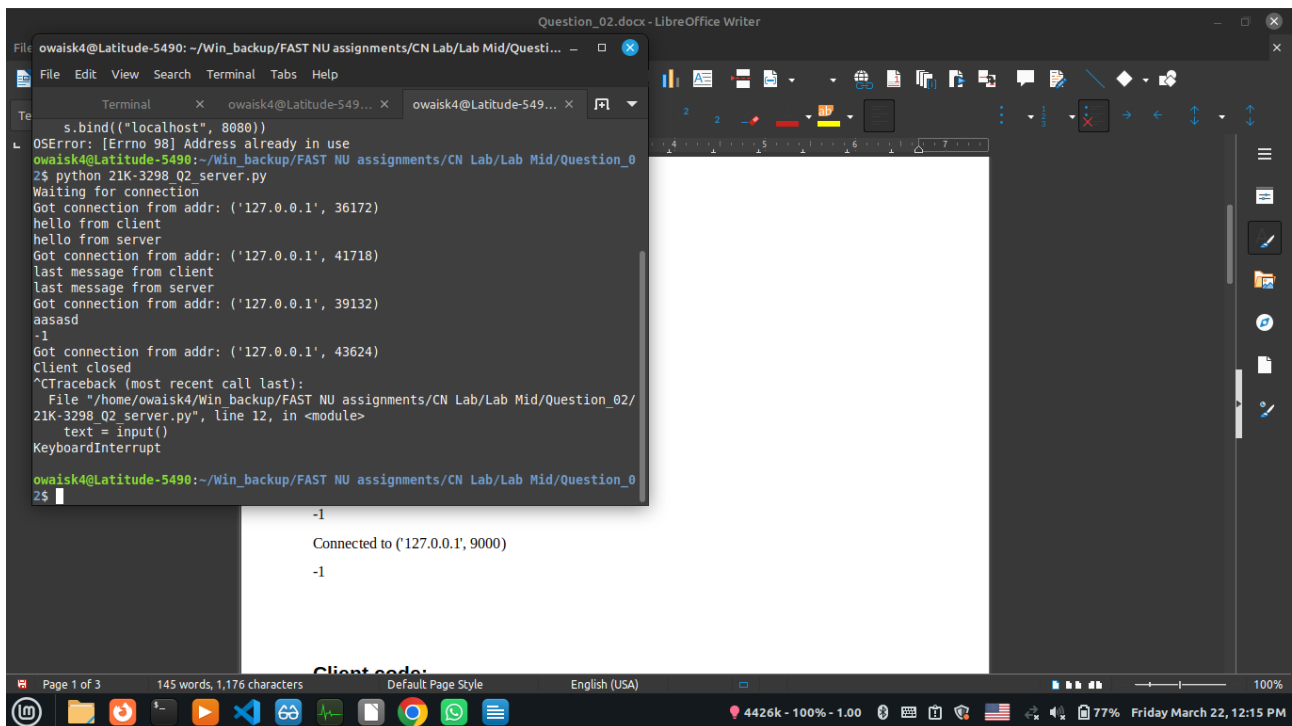 Question_02.docx - LibreOffice Writer
File
owaisk4@Latitude-5490: ~/Win_backup/FAST NU assignments/CN Lab/Lab Mid/Questi...
File Edit View Search Terminal Tabs Help
Terminal owaisk4@Latitude-549... owaisk4@Latitude-549...
Te
s.bind(("localhost", 8080))
OSError: [Errno 98] Address already in use
owaisk4@Latitude-5490:~/Win_backup/FAST NU assignments/CN Lab/Lab Mid/Question_0
2$ python 21K-3298_Q2_server.py
Waiting for connection
Got connection from addr: ('127.0.0.1', 36172)
hello from client
hello from server
Got connection from addr: ('127.0.0.1', 41718)
last message from client
last message from server
Got connection from addr: ('127.0.0.1', 39132)
aasasd
-1
Got connection from addr: ('127.0.0.1', 43624)
Client closed
^CTraceback (most recent call last):
File "/home/owaisk4/Win_backup/FAST NU assignments/CN Lab/Lab Mid/Question_02/
21K-3298_Q2_server.py", line 12, in <module>
text = input()
KeyboardInterrupt
owaisk4@Latitude-5490:~/Win_backup/FAST NU assignments/CN Lab/Lab Mid/Question_0
2$
4 5 6 7
-1
Connected to ('127.0.0.1', 9000)
-1
Client code:
Page 1 of 3 145 words, 1,176 characters Default Page Style English (USA) 100%
4426k - 100% - 1.00 77% Friday March 22, 12:15 PM